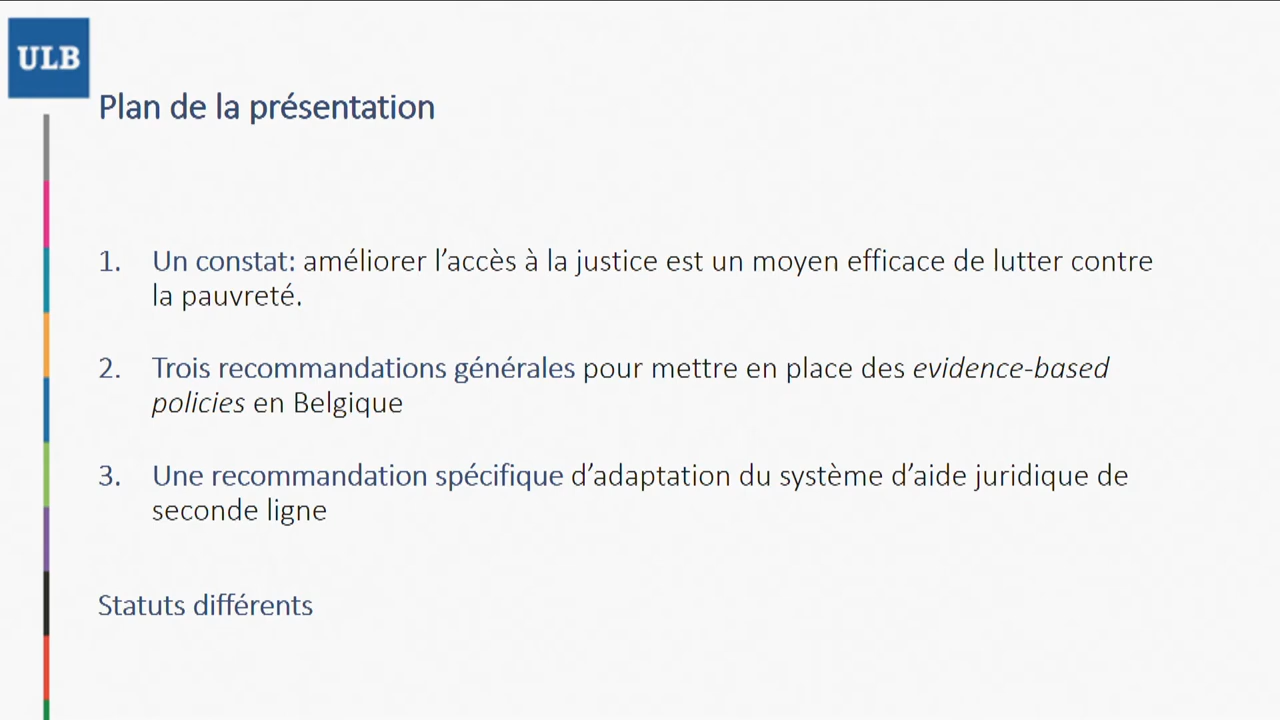 ULB
Plan de la présentation
1. Un constat: améliorer l’accès à la justice est un moyen efficace de lutter contre
la pauvreté.
2. Trois recommandations générales pour mettre en place des evidence-based
policies en Belgique
3. Une recommandation spécifique d’adaptation du système d’aide juridique de
seconde ligne
Statuts différents